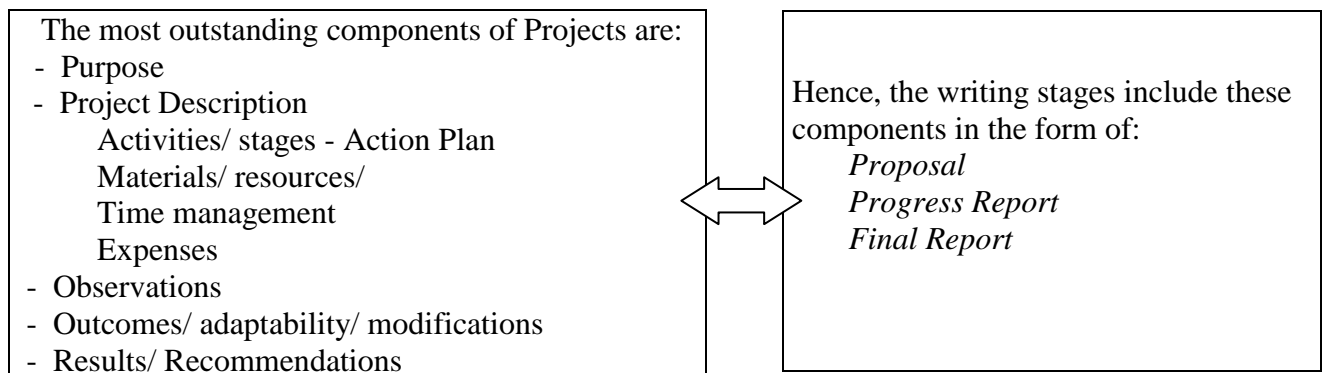 The most outstanding components of Projects are:
- Purpose
- Project Description
Activities/ stages - Action Plan
Materials/ resources/
Time management
Expenses
- Observations
- Outcomes/ adaptability/ modifications
- Results/ Recommendations
Hence, the writing stages include these
components in the form of:
Proposal
Progress Report
Final Report